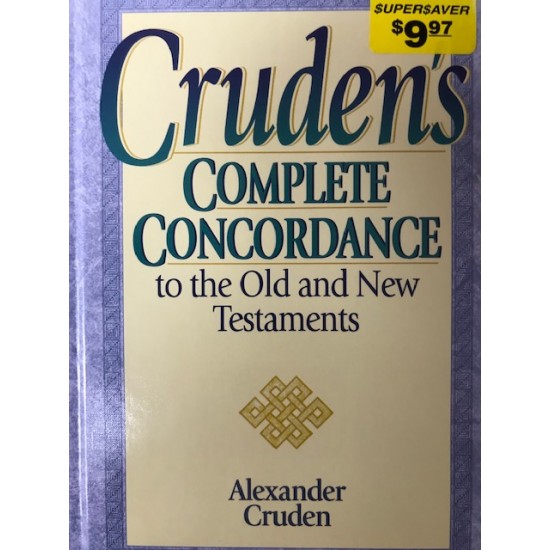 $UPER$AVER
$9.97
Cruden's
COMPLETE
CONCORDANCE
to the Old and New
Testaments
Alexander
Cruden